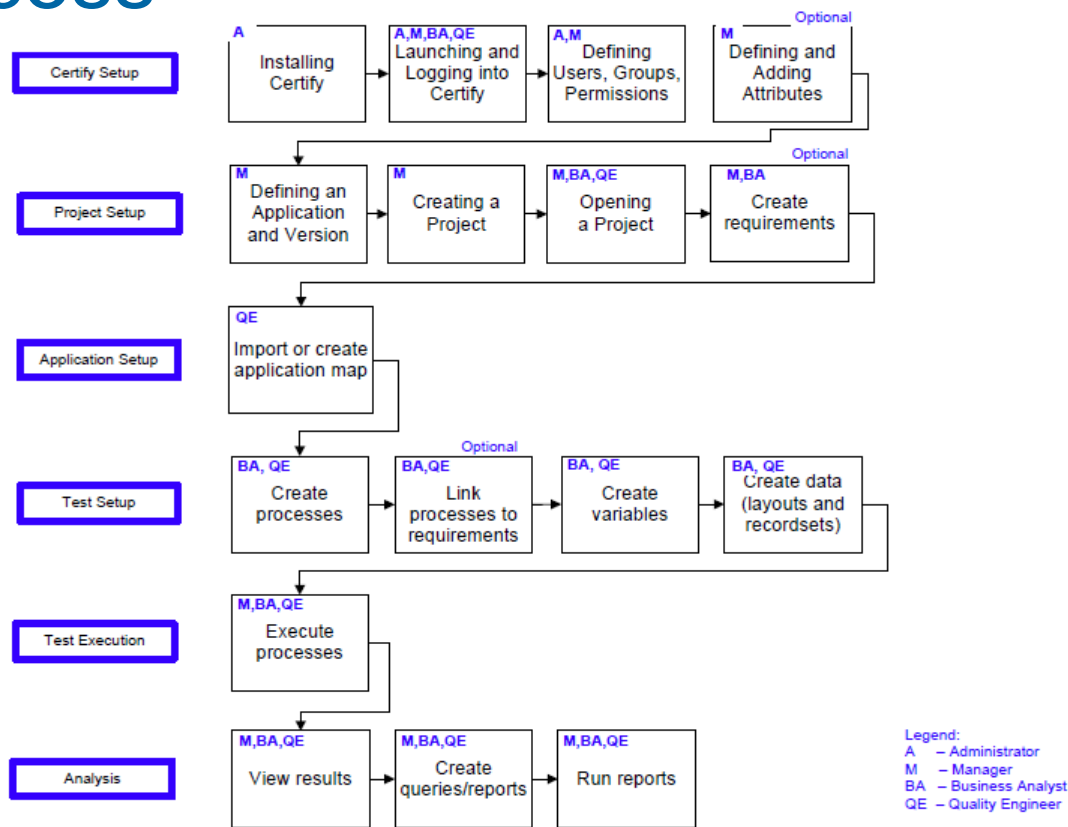 Optional
A
A,M,BA,QE
A,M
M
Certify Setup
Installing
Certify
Launching and
Logging into
Certify
Defining
Users, Groups,
Permissions
Defining and
Adding
Attributes
Optional
M
M
M,BA,QE
M,BA
Project Setup
Defining an
Application
and Version
Creating a
Project
Opening
a Project
Create
requirements
QE
Application Setup
Import or create
application map
Optional
BA, QE
BA,QE
BA, QE
BA, QE
Test Setup
Create
processes
Link
processes to
requirements
Create
variables
Create data
(layouts and
recordsets)
M,BA,QE
Test Execution
Execute
processes
M,BA,QE
M,BA,QE
M,BA,QE
Analysis
View results
Create
queries/reports
Run reports
Legend:
A – Administrator
M – Manager
BA – Business Analyst
QE – Quality Engineer